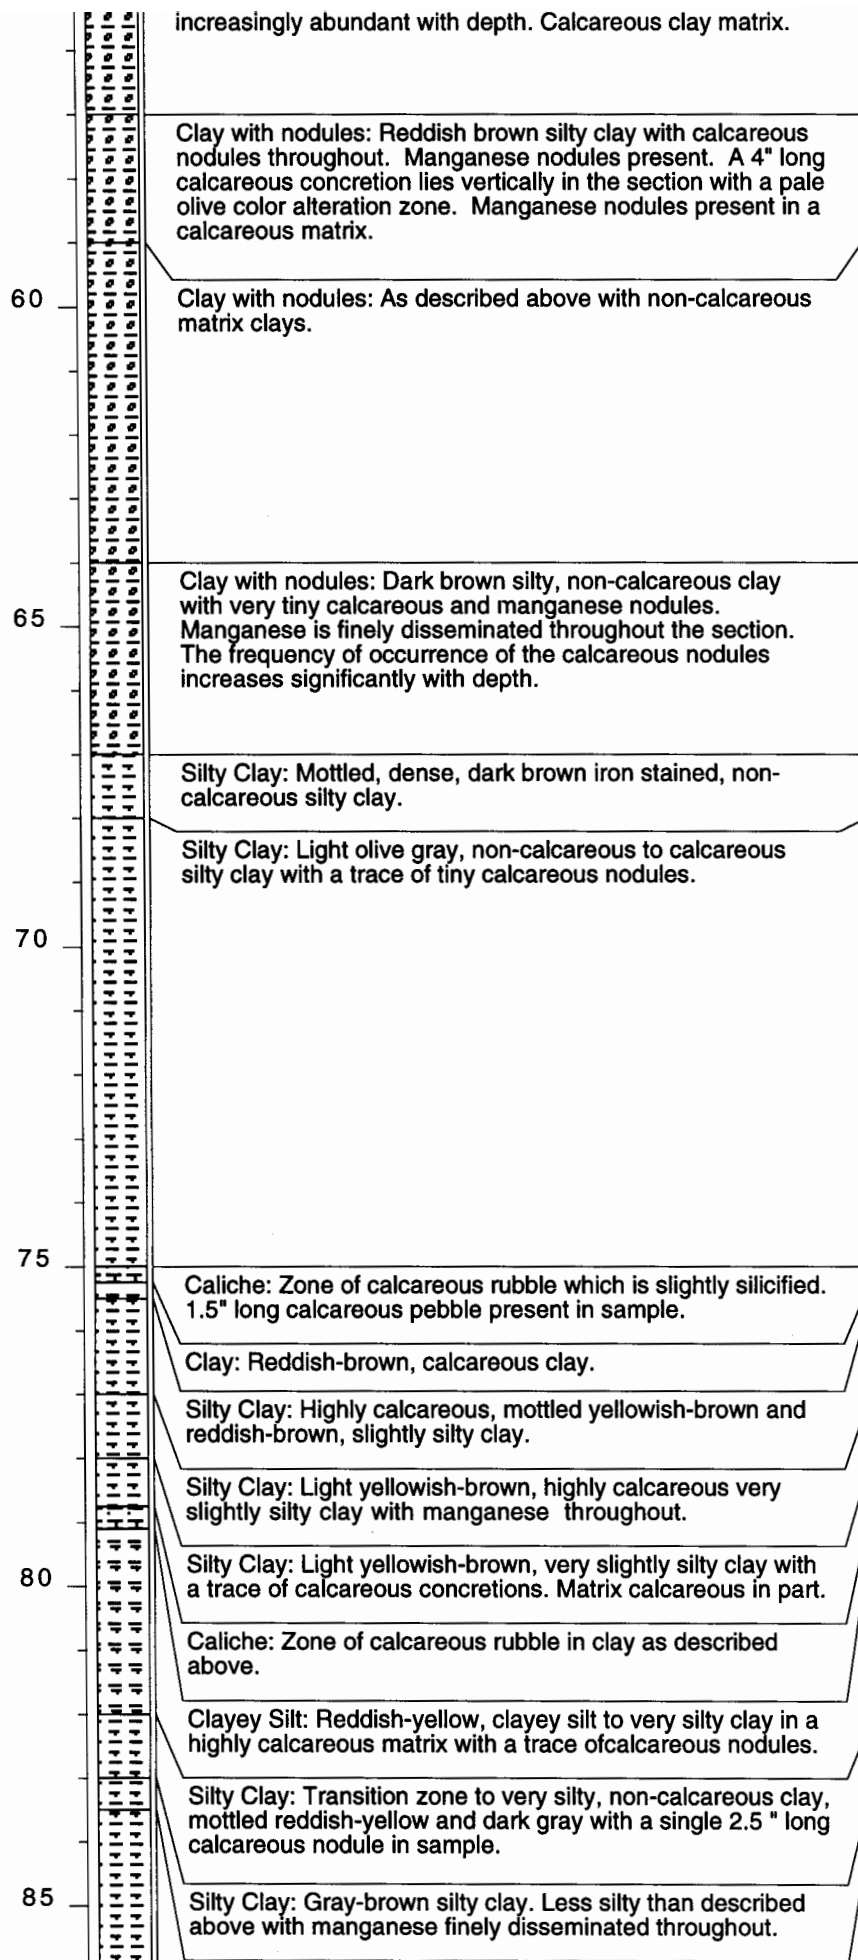 increasingly abundant with depth. Calcareous clay matrix.
Clay with nodules: Reddish brown silty clay with calcareous
nodules throughout. Manganese nodules present. A 4" long
calcareous concretion lies vertically in the section with a pale
olive color alteration zone. Manganese nodules present in a
calcareous matrix.
60
Clay with nodules: As described above with non-calcareous
matrix clays.
Clay with nodules: Dark brown silty, non-calcareous clay
with very tiny calcareous and manganese nodules.
65
Manganese is finely disseminated throughout the section.
The frequency of occurrence of the calcareous nodules
increases significantly with depth.
Silty Clay: Mottled, dense, dark brown iron stained, non-
calcareous silty clay.
Silty Clay: Light olive gray, non-calcareous to calcareous
silty clay with a trace of tiny calcareous nodules.
70
75
Caliche: Zone of calcareous rubble which is slightly silicified.
1.5" long calcareous pebble present in sample.
Clay: Reddish-brown, calcareous clay.
Silty Clay: Highly calcareous, mottled yellowish-brown and
reddish-brown, slightly silty clay.
Silty Clay: Light yellowish-brown, highly calcareous very
slightly silty clay with manganese throughout.
Silty Clay: Light yellowish-brown, very slightly silty clay with
80
a trace of calcareous concretions. Matrix calcareous in part.
Caliche: Zone of calcareous rubble in clay as described
above.
Clayey Silt: Reddish-yellow, clayey silt to very silty clay in a
highly calcareous matrix with a trace ofcalcareous nodules.
Silty Clay: Transition zone to very silty, non-calcareous clay,
mottled reddish-yellow and dark gray with a single 2.5 " long
calcareous nodule in sample.
85
Silty Clay: Gray-brown silty clay. Less silty than described
above with manganese finely disseminated throughout.